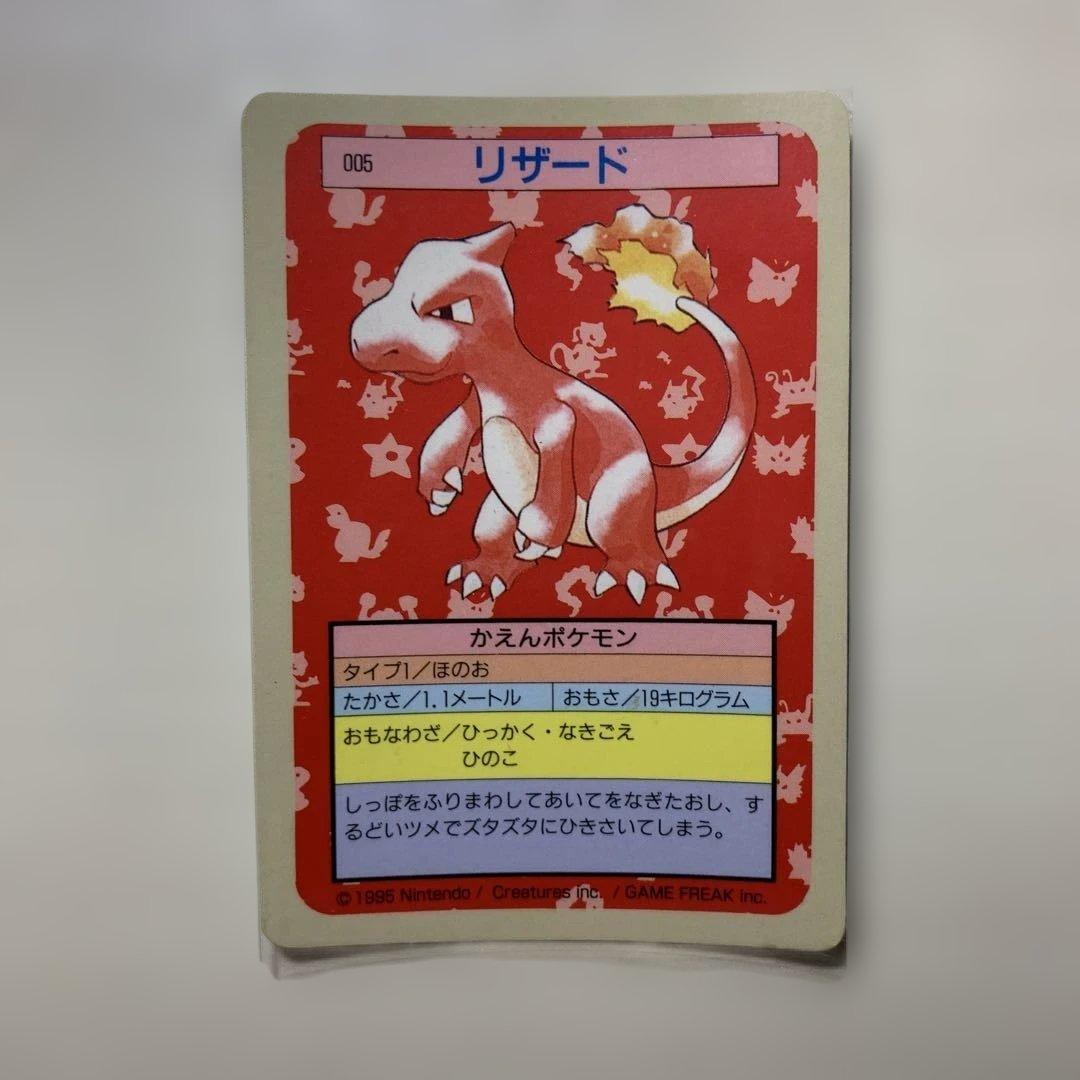 005 リザード
かえんポケモン
タイプ1/ほのお
たかさ/1.1メートル おもさ/19キログラム
おもなわざ/ひっかく・なきごえ
ひのこ
しっぽをふりまわしてあいてをなぎたおし、す
るどいツメでズタズタにひきさいてしまう。
©1995 Nintendo / Creatures inc. / GAME FREAK inc.